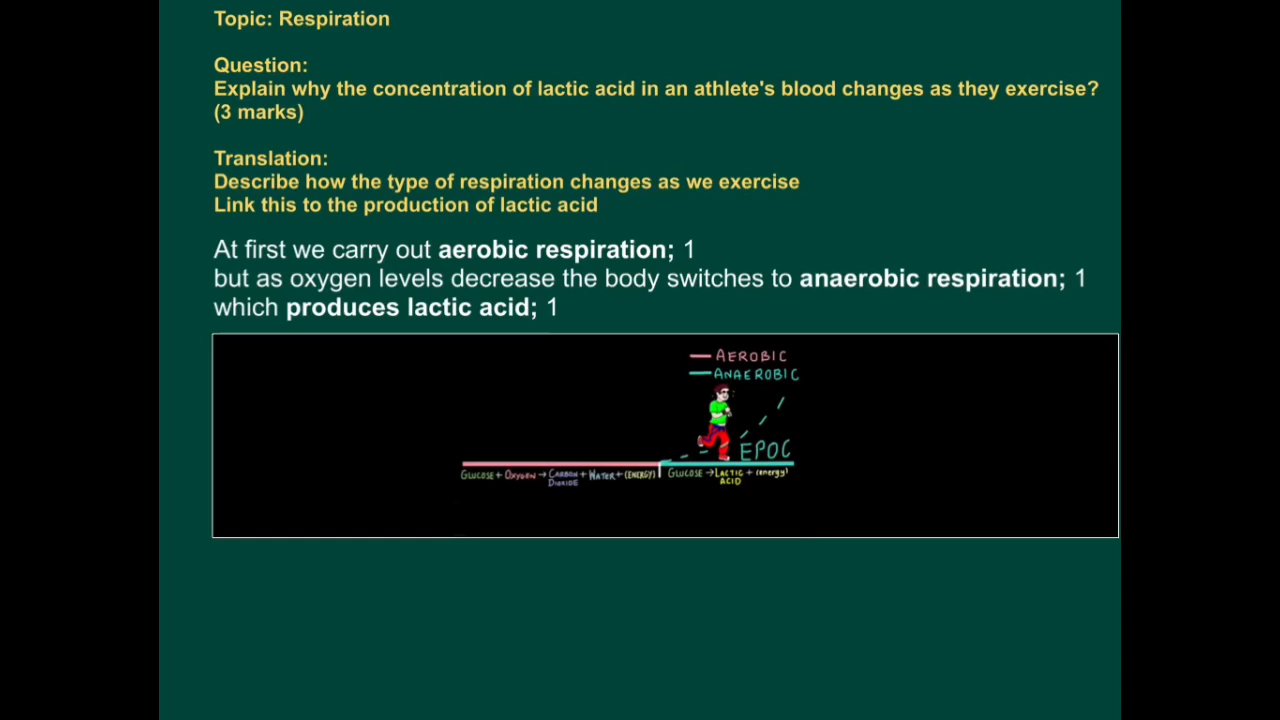 Topic: Respiration
Question:
Explain why the concentration of lactic acid in an athlete's blood changes as they exercise?
(3 marks)
Translation:
Describe how the type of respiration changes as we exercise
Link this to the production of lactic acid
At first we carry out aerobic respiration; 1
but as oxygen levels decrease the body switches to anaerobic respiration; 1
which produces lactic acid; 1
AEROBIC
ANAEROBIC
EPOC
GLUCOSE + OXYGEN → CARBON DIOXIDE + WATER + (ENERGY)
GLUCOSE → LACTIC ACID + (energy)